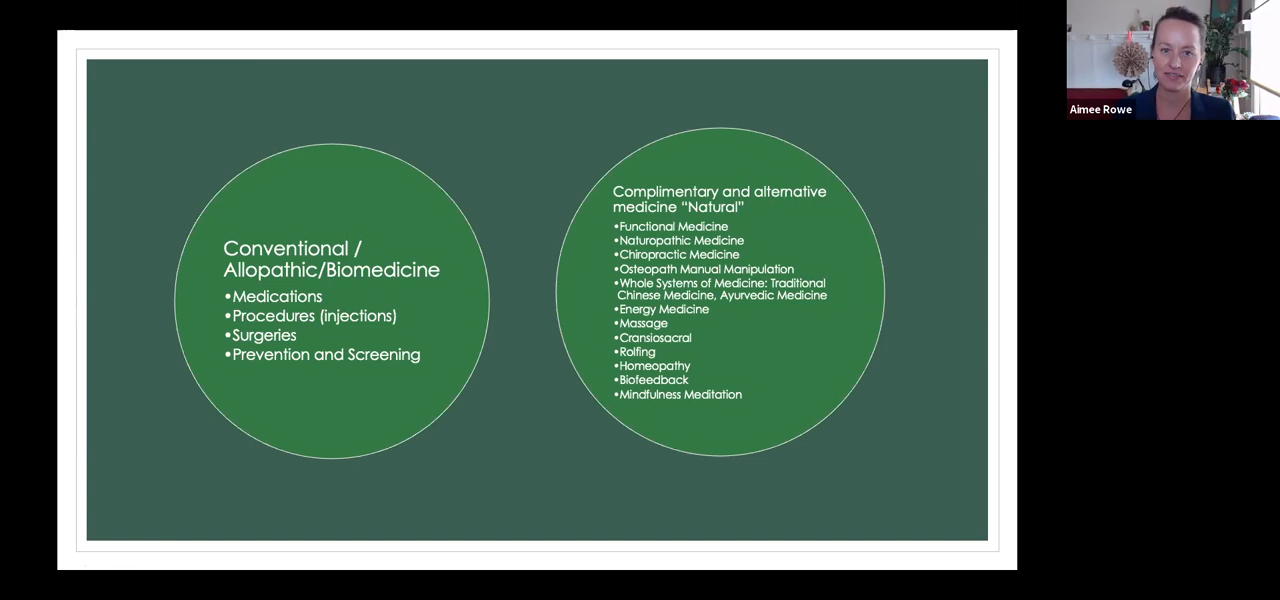 Conventional /
Allopathic/Biomedicine
•Medications
•Procedures (injections)
•Surgeries
•Prevention and Screening
Complimentary and alternative
medicine “Natural”
•Functional Medicine
•Naturopathic Medicine
•Chiropractic Medicine
•Osteopath Manual Manipulation
•Whole Systems of Medicine: Traditional
Chinese Medicine, Ayurvedic Medicine
•Energy Medicine
•Massage
•Cransiosacral
•Rolfing
•Homeopathy
•Biofeedback
•Mindfulness Meditation
Aimee Rowe